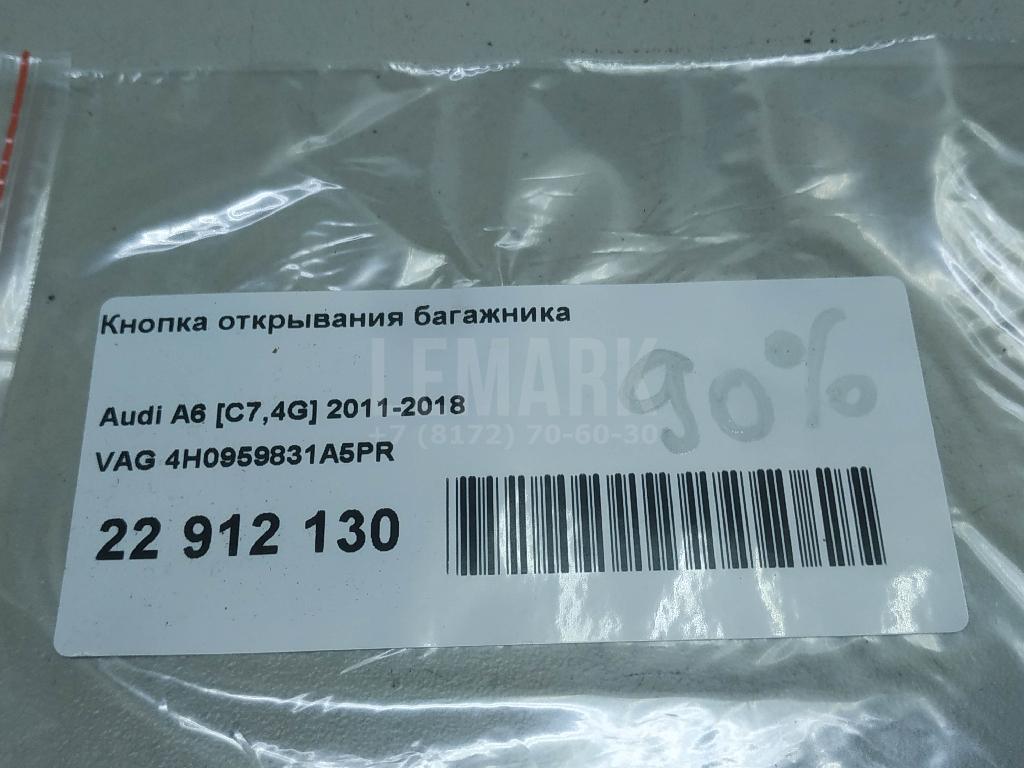 Кнопка открывания багажника
LEMARK
90%
Audi A6 [C7,4G] 2011-2018
+7 (8172) 70-60-30
VAG 4H0959831A5PR
22 912 130